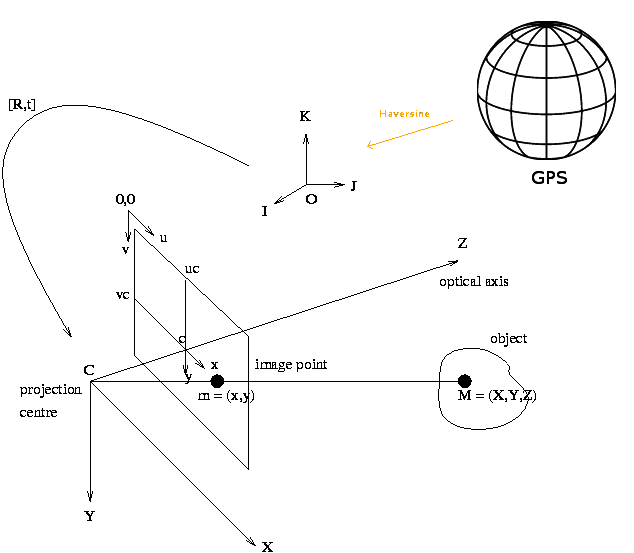 [R,t]
K
Haversine
J
O
I
GPS
0,0
u
v
Z
uc
optical axis
vc
c
object
x
image point
C
y
projection
centre
m = (x,y)
M = (X,Y,Z)
Y
X